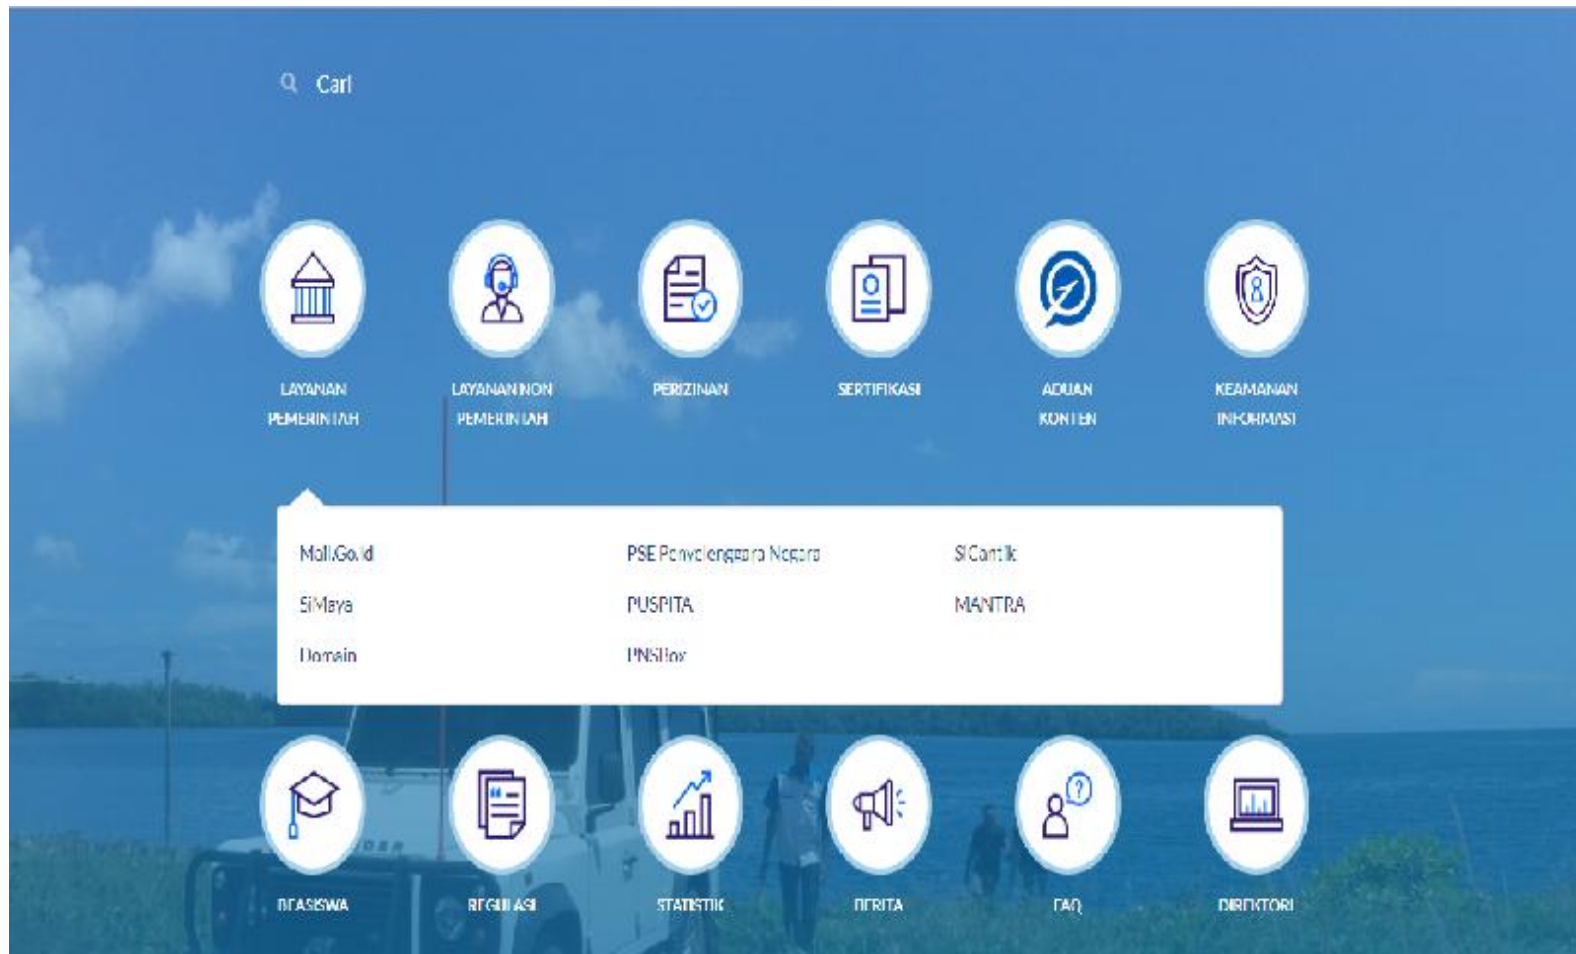 Cari
LAYANAN
PEMERINTAH
LAYANAN NON
PEMERINTAH
PERIZINAN
SERTIFIKASI
ADUAN
KONTEN
KEAMANAN
INFORMASI
Mail.Go.Id
PSE Penyelenggara Negara
SiCantik
SiMaya
PUSPITA
MANTRA
Domain
PNSBox
BEASISWA
REGULASI
STATISTIK
BERITA
FAQ
DIREKTORI